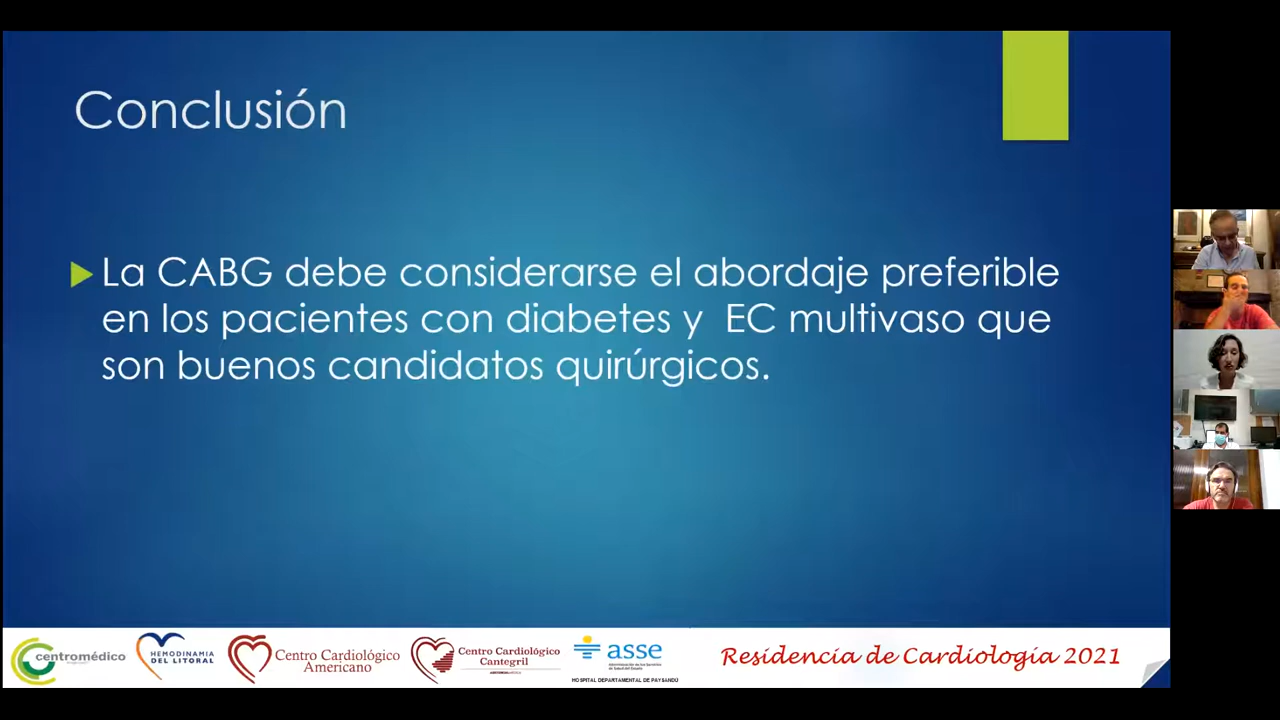 Conclusión
La CABG debe considerarse el abordaje preferible
en los pacientes con diabetes y EC multivaso que
son buenos candidatos quirúrgicos.
centromédico
HEMODINAMIA
DEL LITORAL
Centro Cardiológico
Americano
Centro Cardiológico
Cantegril
asse
Administración de los Servicios
de Salud del Estado
HOSPITAL DEPARTAMENTAL DE PAYSANDÚ
Residencia de Cardiología 2021